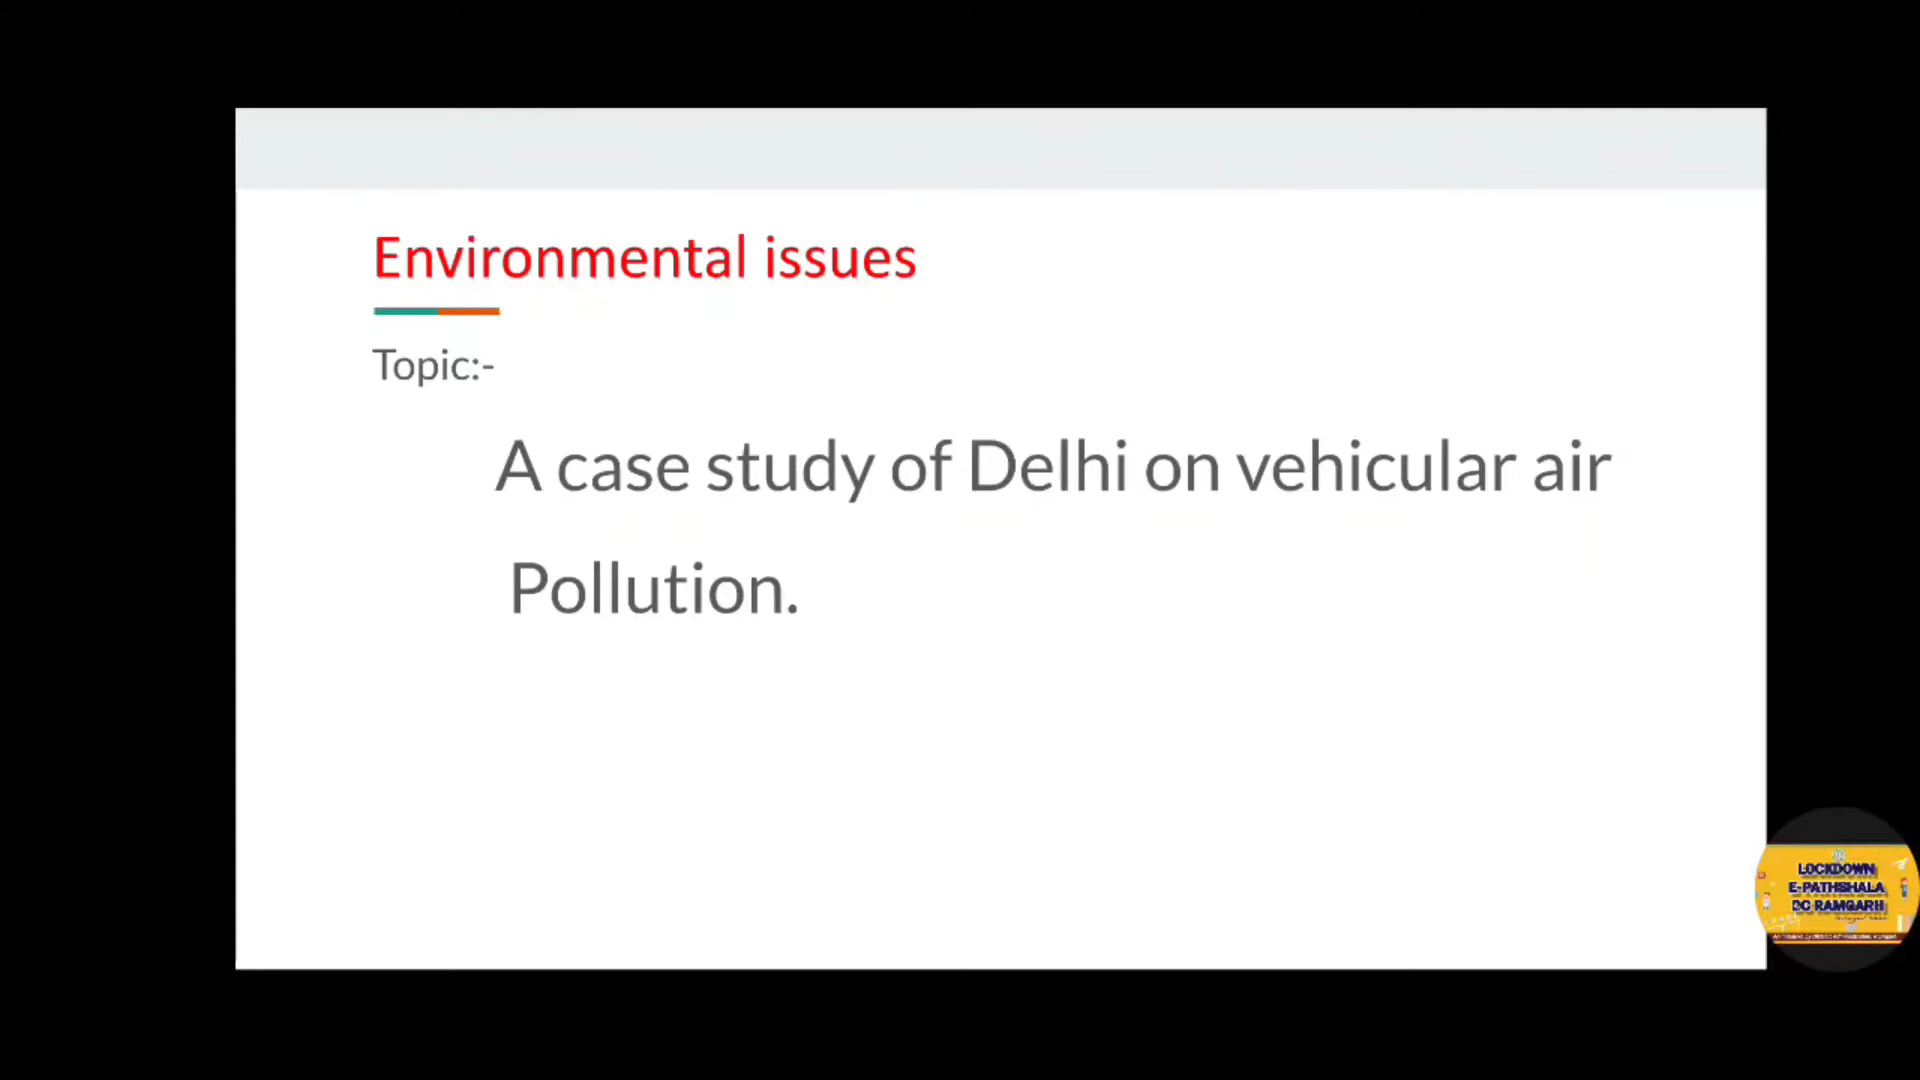 Environmental issues
Topic:-
A case study of Delhi on vehicular air
Pollution.
LOCKDOWN
E-PATHSHALA
DC RAMGARH